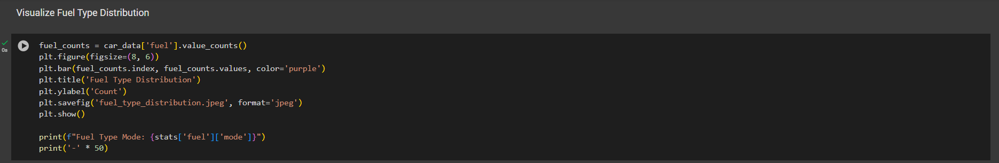 Visualize Fuel Type Distribution
0s
fuel_counts = car_data['fuel'].value_counts()
plt.figure(figsize=(8, 6))
plt.bar(fuel_counts.index, fuel_counts.values, color='purple')
plt.title('Fuel Type Distribution')
plt.ylabel('Count')
plt.savefig('fuel_type_distribution.jpeg', format='jpeg')
plt.show()
print(f"Fuel Type Mode: {stats['fuel']['mode']}")
print('-' * 50)